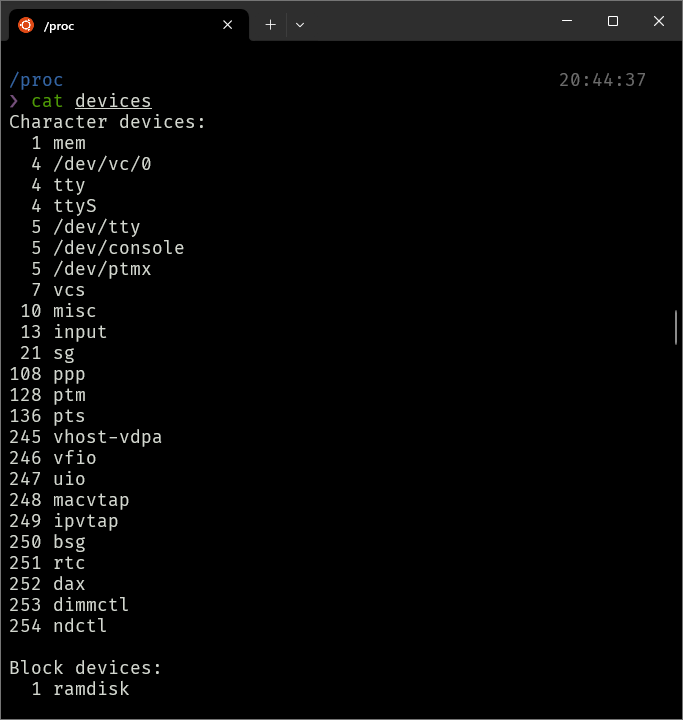 /proc
/proc 20:44:37
❯ cat devices
Character devices:
  1 mem
  4 /dev/vc/0
  4 tty
  4 ttyS
  5 /dev/tty
  5 /dev/console
  5 /dev/ptmx
  7 vcs
 10 misc
 13 input
 21 sg
108 ppp
128 ptm
136 pts
245 vhost-vdpa
246 vfio
247 uio
248 macvtap
249 ipvtap
250 bsg
251 rtc
252 dax
253 dimmctl
254 ndctl
Block devices:
  1 ramdisk